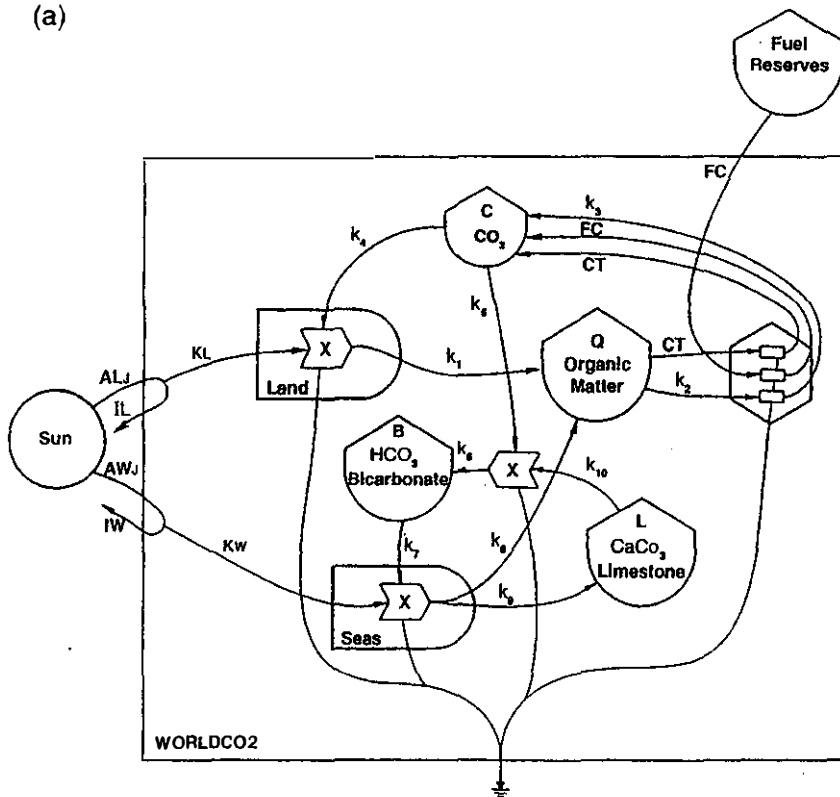 (a)
Fuel
Reserves
FC
C
CO₃
k₃
FC
CT
k₄
k₅
KL
X
Land
k₁
Q
Organic
Matter
CT
k₂
ALJ
IL
Sun
AWJ
IW
B
HCO₃
Bicarbonate
k₆
X
k₁₀
L
CaCo₃
Limestone
Kw
k₇
k₈
X
k₉
Seas
WORLDCO2